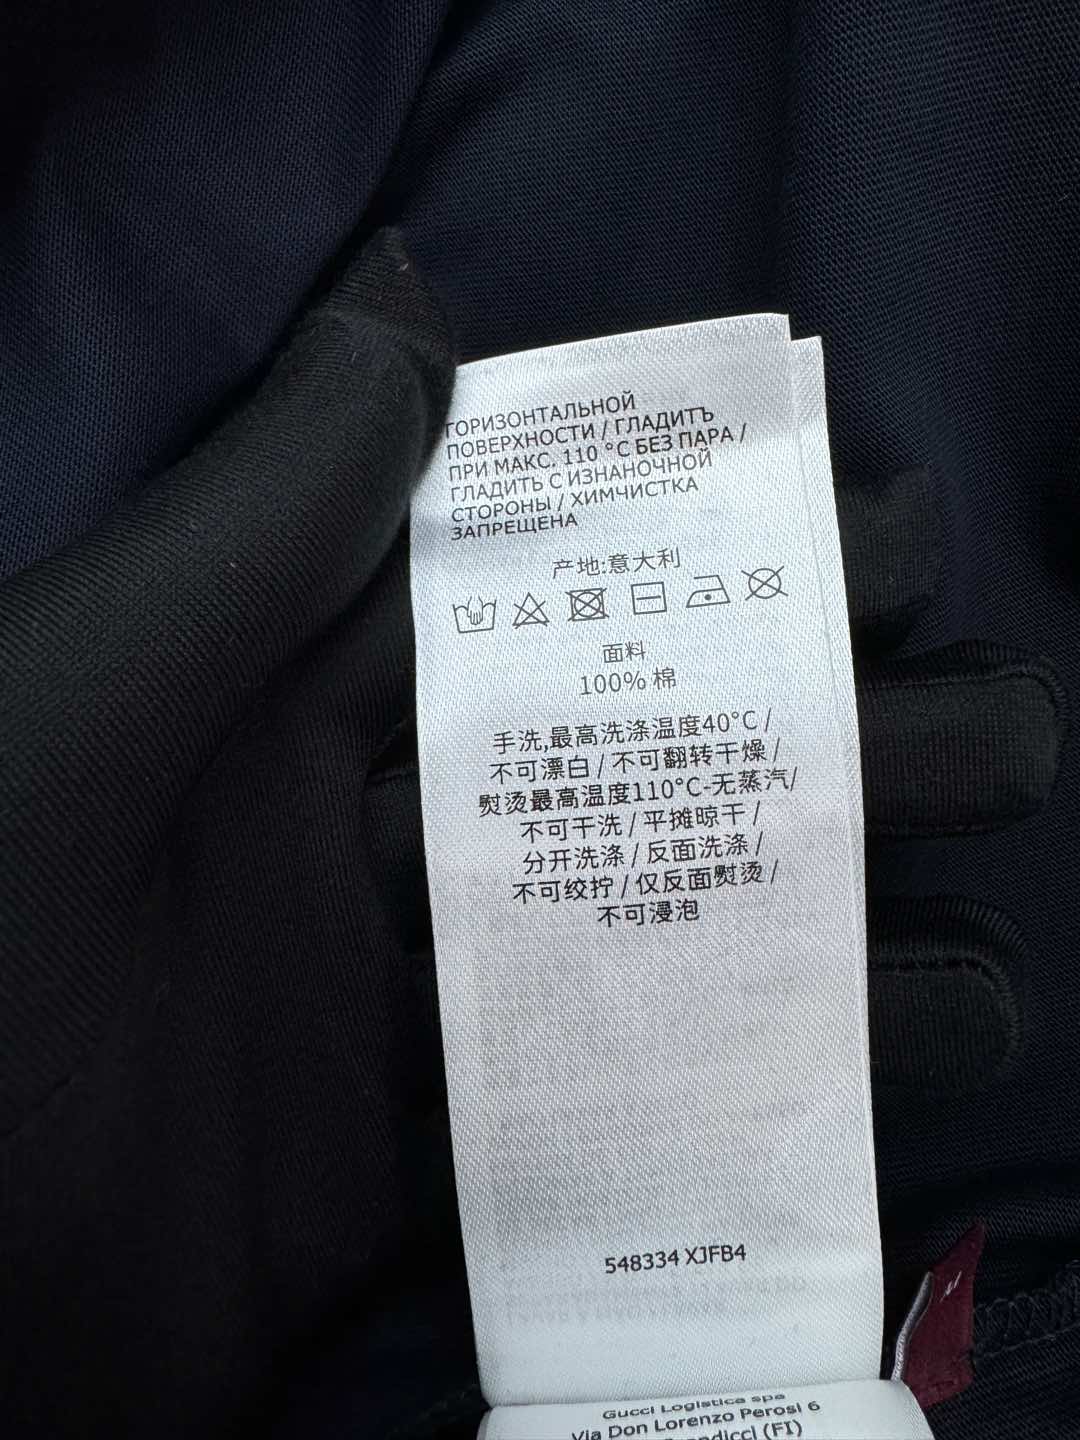 ГОРИЗОНТАЛЬНОЙ
ПОВЕРХНОСТИ / ГЛАДИТЬ
ПРИ МАКС. 110 °C БЕЗ ПАРА /
ГЛАДИТЬ С ИЗНАНОЧНОЙ
СТОРОНЫ / ХИМЧИСТКА
ЗАПРЕЩЕНА
产地:意大利
面料
100% 棉
手洗,最高洗涤温度40°C /
不可漂白 / 不可翻转干燥 /
熨烫最高温度110°C-无蒸汽/
不可干洗 / 平摊晾干 /
分开洗涤 / 反面洗涤 /
不可绞拧 / 仅反面熨烫 /
不可浸泡
548334 XJFB4
Gucci Logistica spa
Via Don Lorenzo Perosi 6
(FI)